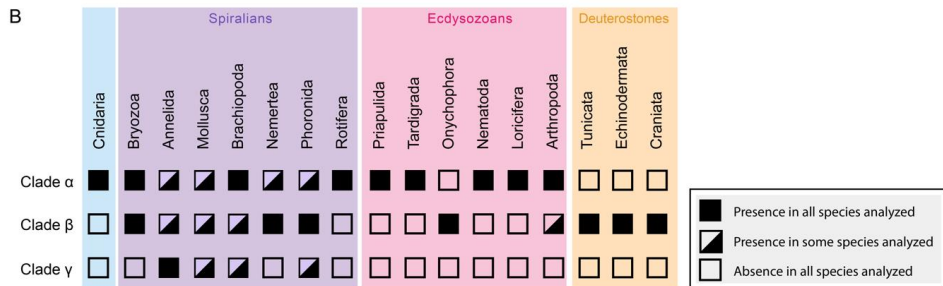 B
Spiralians
Ecdysozoans
Deuterostomes
Cnidaria
Bryozoa
Annelida
Mollusca
Brachiopoda
Nemertea
Phoronida
Rotifera
Priapulida
Tardigrada
Onychophora
Nematoda
Loricifera
Arthropoda
Tunicata
Echinodermata
Craniata
Clade α
Clade β
Clade γ
Presence in all species analyzed
Presence in some species analyzed
Absence in all species analyzed